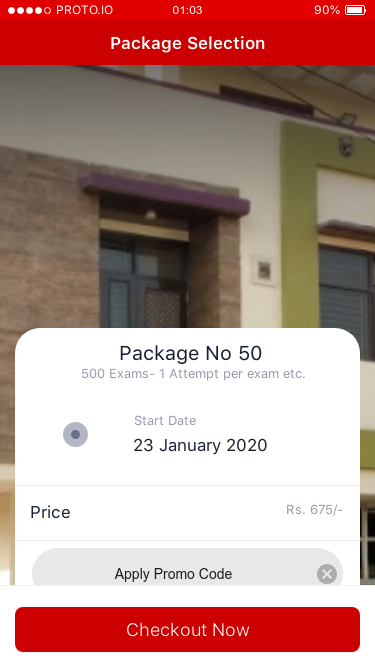 PROTO.IO 01:03 90%
Package Selection
Package No 50
500 Exams- 1 Attempt per exam etc.
Start Date
23 January 2020
Price Rs. 675/-
Apply Promo Code
Checkout Now